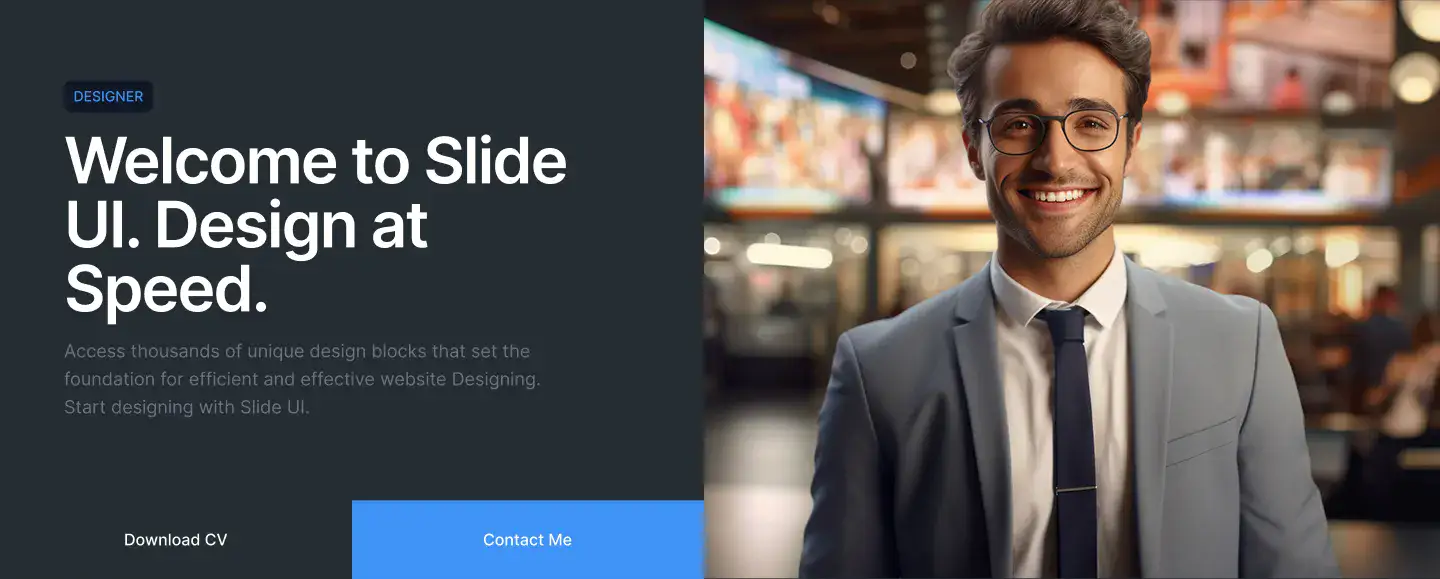 DESIGNER
Welcome to Slide
UI. Design at
Speed.
Access thousands of unique design blocks that set the
foundation for efficient and effective website Designing.
Start designing with Slide UI.
Download CV
Contact Me